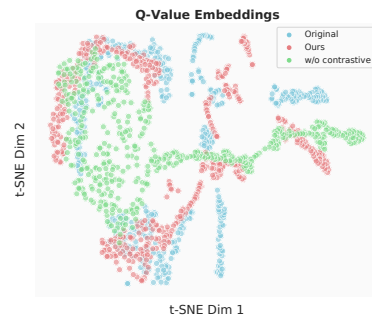 Q-Value Embeddings
Original
Ours
w/o contrastive
t-SNE Dim 2
t-SNE Dim 1